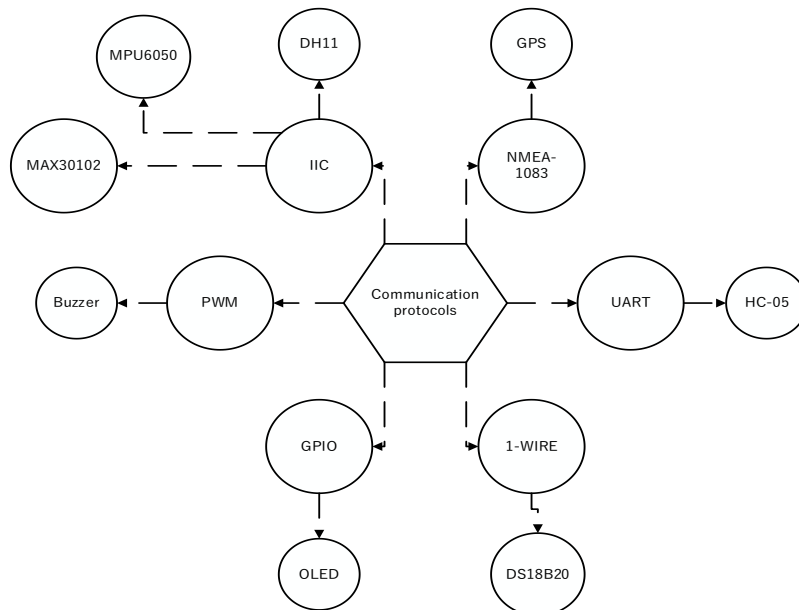 MPU6050
DH11
GPS
MAX30102
IIC
NMEA-
1083
Communication
protocols
Buzzer
PWM
UART
HC-05
GPIO
1-WIRE
OLED
DS18B20